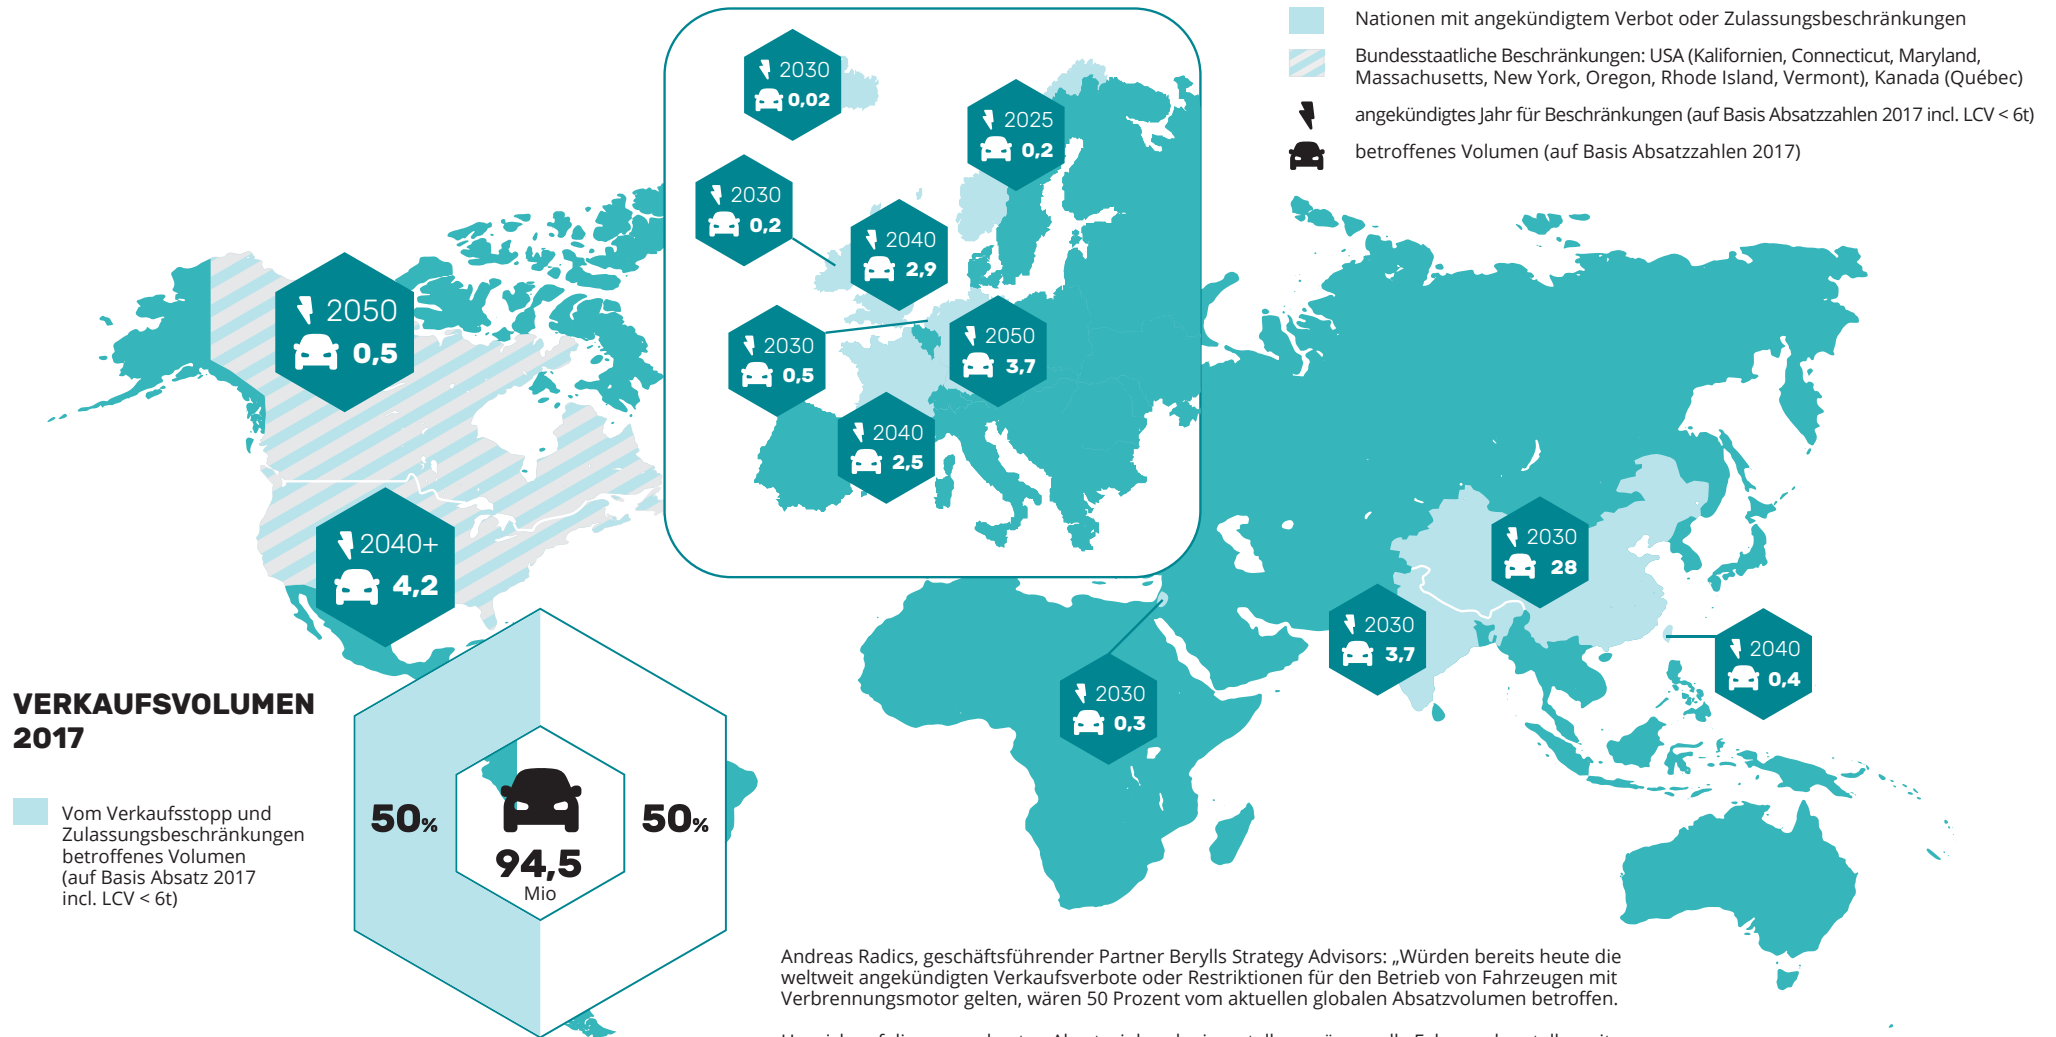 Nationen mit angekündigtem Verbot oder Zulassungsbeschränkungen
Bundesstaatliche Beschränkungen: USA (Kalifornien, Connecticut, Maryland,
Massachusetts, New York, Oregon, Rhode Island, Vermont), Kanada (Québec)
angekündigtes Jahr für Beschränkungen (auf Basis Absatzzahlen 2017 incl. LCV < 6t)
betroffenes Volumen (auf Basis Absatzzahlen 2017)
2030
0,02
2025
0,2
2030
0,2
2040
2,9
2050
0,5
2030
0,5
2050
3,7
2040
2,5
2040+
4,2
2030
28
2030
3,7
2040
0,4
2030
0,3
VERKAUFSVOLUMEN
2017
Vom Verkaufsstopp und
Zulassungsbeschränkungen
betroffenes Volumen
(auf Basis Absatz 2017
incl. LCV < 6t)
50%
50%
94,5
Mio
Andreas Radics, geschäftsführender Partner Berylls Strategy Advisors: „Würden bereits heute die
weltweit angekündigten Verkaufsverbote oder Restriktionen für den Betrieb von Fahrzeugen mit
Verbrennungsmotor gelten, wären 50 Prozent vom aktuellen globalen Absatzvolumen betroffen.